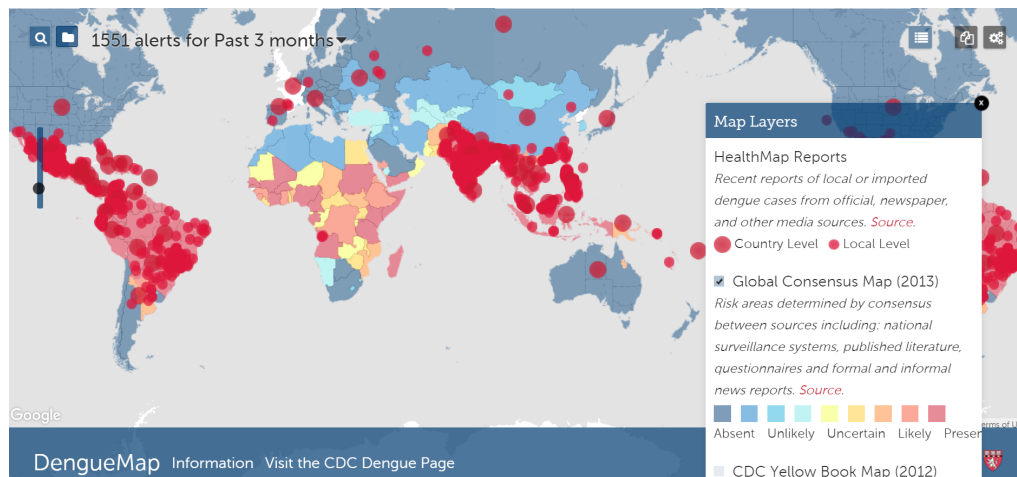 1551 alerts for Past 3 months
x
Map Layers
HealthMap Reports
Recent reports of local or imported
dengue cases from official, newspaper,
and other media sources. Source.
Country Level Local Level
Global Consensus Map (2013)
Risk areas determined by consensus
between sources including: national
surveillance systems, published literature,
questionnaires and formal and informal
news reports. Source.
Absent Unlikely Uncertain Likely Presen
CDC Yellow Book Map (2012)
Google
erms of U
DengueMap Information Visit the CDC Dengue Page